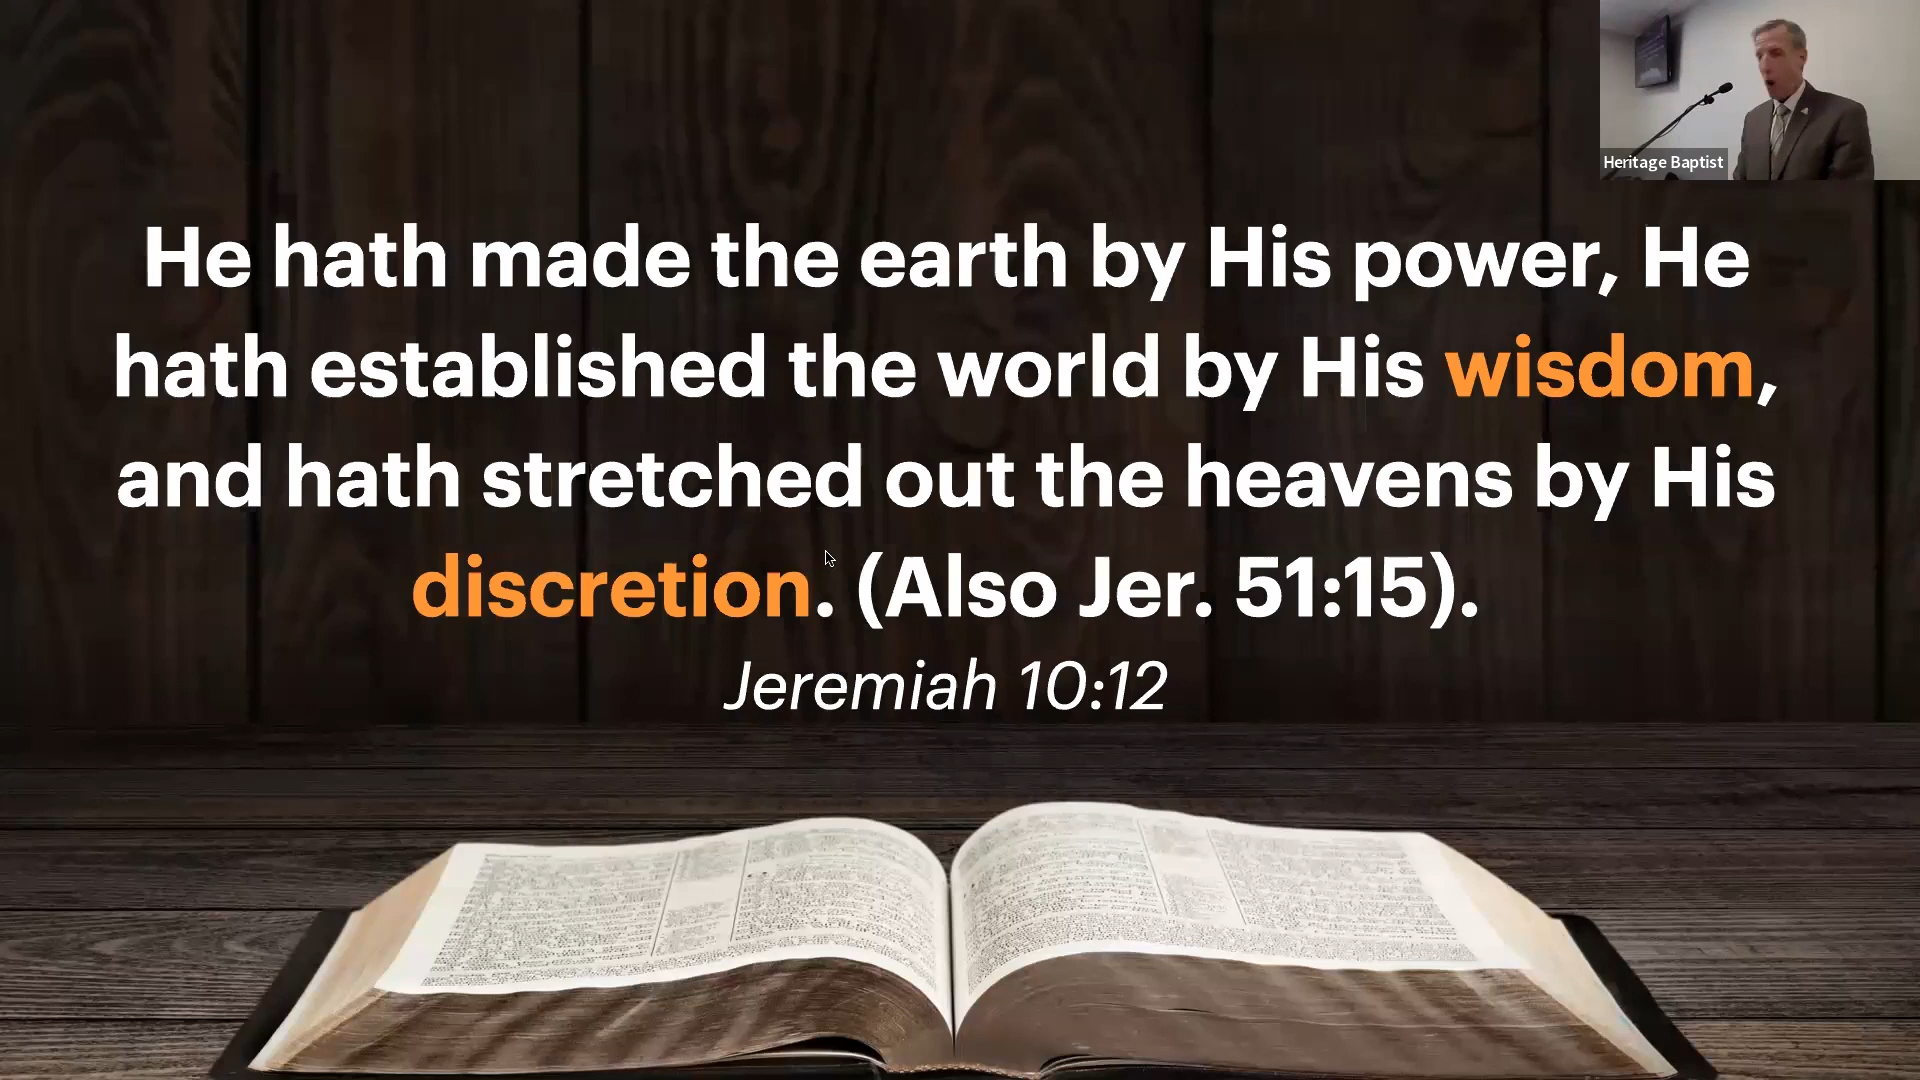 Heritage Baptist
He hath made the earth by His power, He
hath established the world by His wisdom,
and hath stretched out the heavens by His
discretion. (Also Jer. 51:15).
Jeremiah 10:12